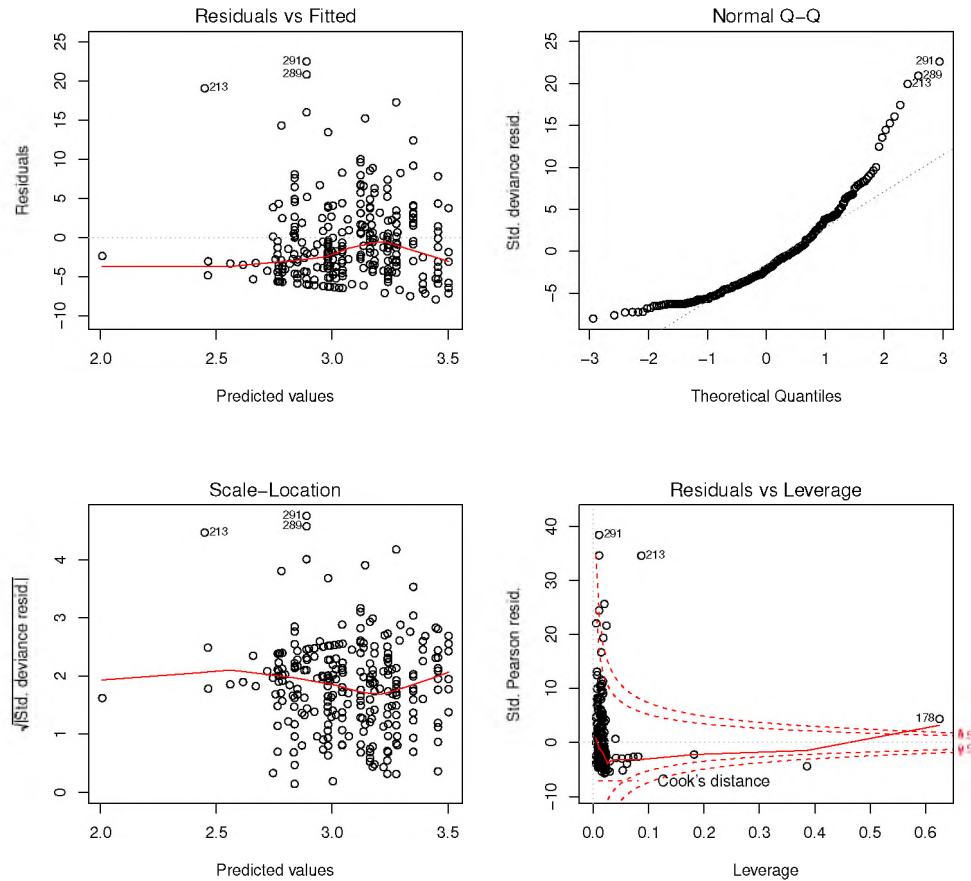 Residuals vs Fitted
25
20
15
10
5
0
−5
−10
Residuals
291
289
213
2.0 2.5 3.0 3.5
Predicted values
Normal Q−Q
25
20
15
10
5
0
−5
Std. deviance resid.
291
289
213
−3 −2 −1 0 1 2 3
Theoretical Quantiles
Scale−Location
4
3
2
1
0
√|Std. deviance resid.|
291
289
213
2.0 2.5 3.0 3.5
Predicted values
Residuals vs Leverage
40
30
20
10
0
−10
Std. Pearson resid.
291
213
178
Cook's distance
0.0 0.1 0.2 0.3 0.4 0.5 0.6
Leverage